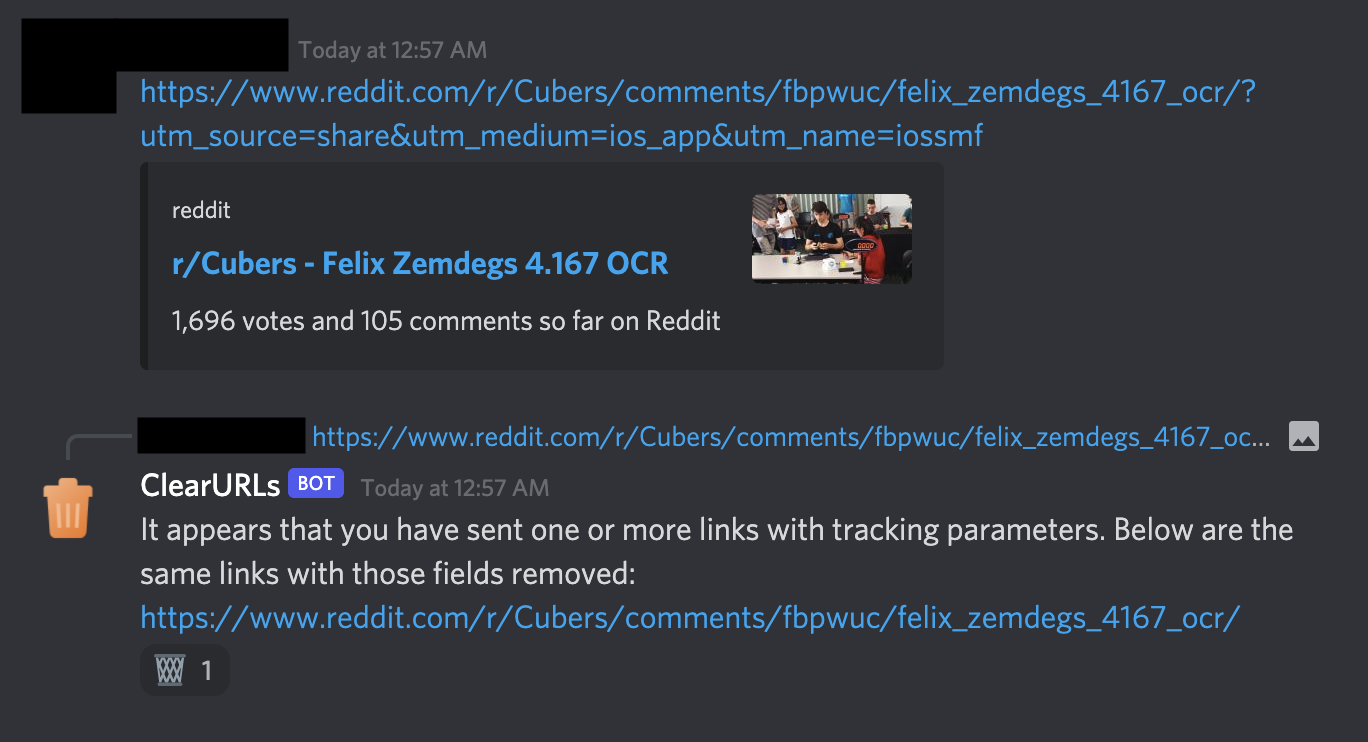 Today at 12:57 AM
https://www.reddit.com/r/Cubers/comments/fbpwuc/felix_zemdegs_4167_ocr/?
utm_source=share&utm_medium=ios_app&utm_name=iossmf
reddit
r/Cubers - Felix Zemdegs 4.167 OCR
1,696 votes and 105 comments so far on Reddit
https://www.reddit.com/r/Cubers/comments/fbpwuc/felix_zemdegs_4167_oc...
ClearURLs BOT Today at 12:57 AM
It appears that you have sent one or more links with tracking parameters. Below are the
same links with those fields removed:
https://www.reddit.com/r/Cubers/comments/fbpwuc/felix_zemdegs_4167_ocr/
1